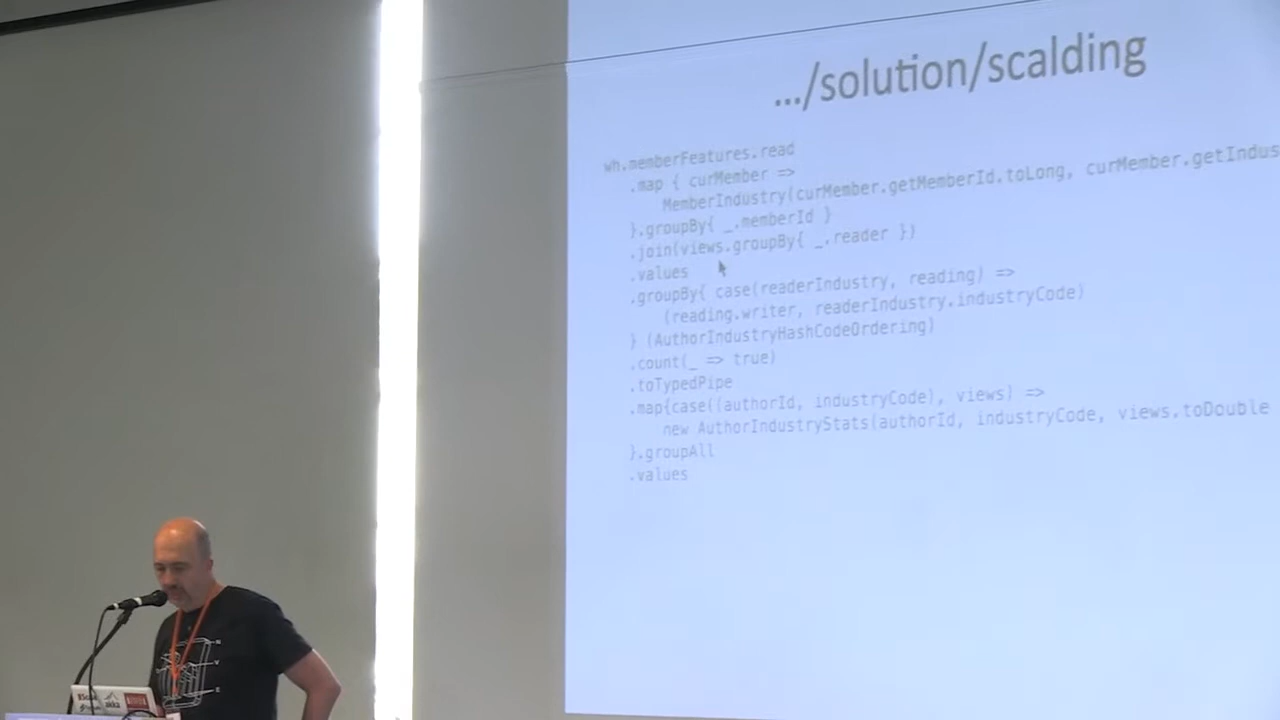 .../solution/scalding
wh.memberFeatures.read
.map { curMember =>
MemberIndustry(curMember.getMemberId.toLong, curMember.getIndus
}.groupBy{ _.memberId }
.join(views.groupBy{ _.reader })
.values
.groupBy{ case(readerIndustry, reading) =>
(reading.writer, readerIndustry.industryCode)
} (AuthorIndustryHashCodeOrdering)
.count(_ => true)
.toTypedPipe
.map{case((authorId, industryCode), views) =>
new AuthorIndustryStats(authorId, industryCode, views.toDouble
}.groupAll
.values
akka